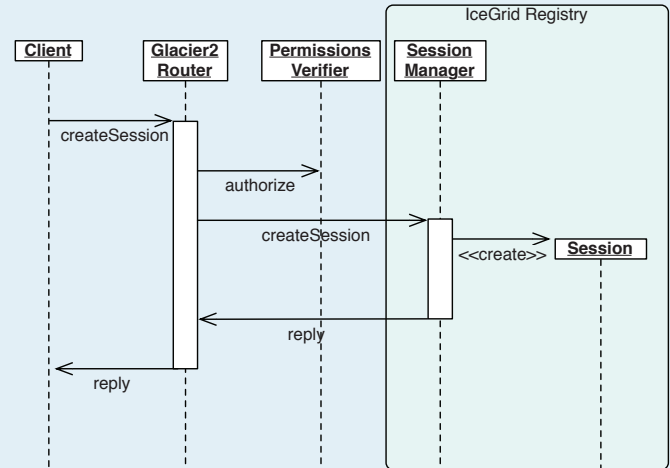 IceGrid Registry
Client
Glacier2
Router
Permissions
Verifier
Session
Manager
createSession
authorize
createSession
<<create>>
Session
reply
reply